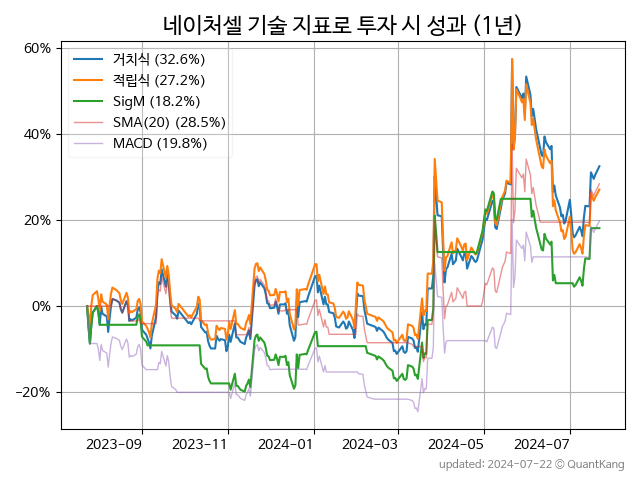 네이처셀 기술 지표로 투자 시 성과 (1년)
60%
40%
20%
0%
−20%
거치식 (32.6%)
적립식 (27.2%)
SigM (18.2%)
SMA(20) (28.5%)
MACD (19.8%)
2023-09 2023-11 2024-01 2024-03 2024-05 2024-07
updated: 2024-07-22 ⓒ QuantKang